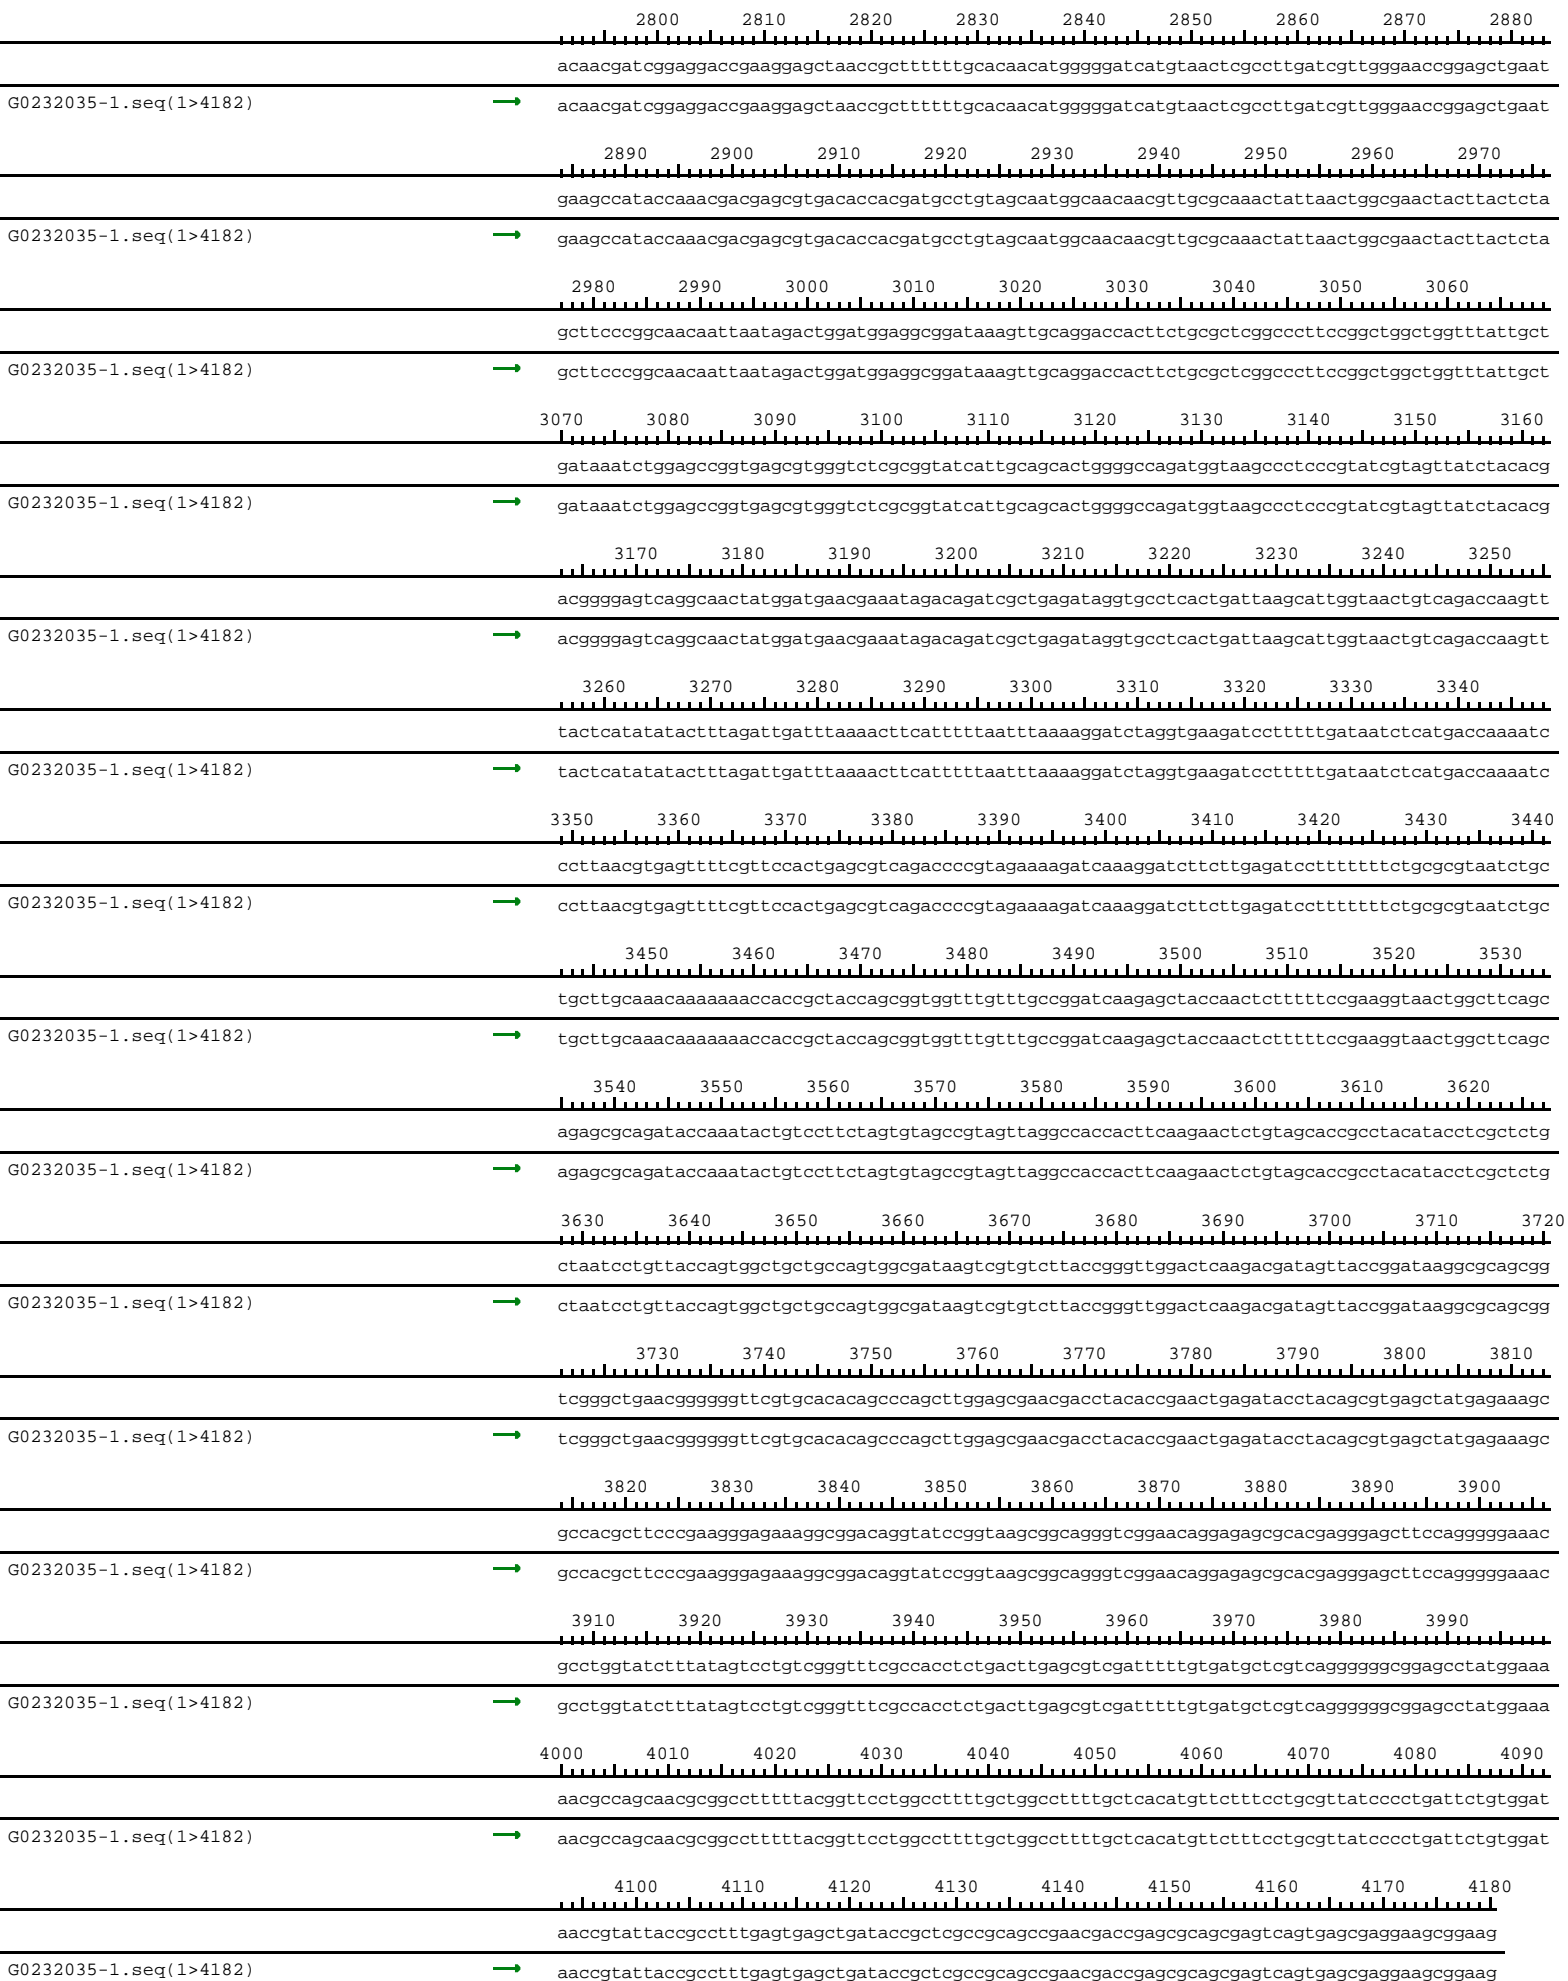 2800 2810 2820 2830 2840 2850 2860 2870 2880
acaacgatcggaggaccgaaggagctaaccgcttttttgcacaacatgggggatcatgtaactcgccttgatcgttgggaaccggagctgaat
G0232035-1.seq(1>4182) acaacgatcggaggaccgaaggagctaaccgcttttttgcacaacatgggggatcatgtaactcgccttgatcgttgggaaccggagctgaat
2890 2900 2910 2920 2930 2940 2950 2960 2970
gaagccataccaaacgacgagcgtgacaccacgatgcctgtagcaatggcaacaacgttgcgcaaactattaactggcgaactacttactcta
G0232035-1.seq(1>4182) gaagccataccaaacgacgagcgtgacaccacgatgcctgtagcaatggcaacaacgttgcgcaaactattaactggcgaactacttactcta
2980 2990 3000 3010 3020 3030 3040 3050 3060
gcttcccggcaacaattaatagactggatggaggcggataaagttgcaggaccacttctgcgctcggcccttccggctggctggtttattgct
G0232035-1.seq(1>4182) gcttcccggcaacaattaatagactggatggaggcggataaagttgcaggaccacttctgcgctcggcccttccggctggctggtttattgct
3070 3080 3090 3100 3110 3120 3130 3140 3150 3160
gataaatctggagccggtgagcgtgggtctcgcggtatcattgcagcactggggccagatggtaagccctcccgtatcgtagttatctacacg
G0232035-1.seq(1>4182) gataaatctggagccggtgagcgtgggtctcgcggtatcattgcagcactggggccagatggtaagccctcccgtatcgtagttatctacacg
3170 3180 3190 3200 3210 3220 3230 3240 3250
acggggagtcaggcaactatggatgaacgaaatagacagatcgctgagataggtgcctcactgattaagcattggtaactgtcagaccaagtt
G0232035-1.seq(1>4182) acggggagtcaggcaactatggatgaacgaaatagacagatcgctgagataggtgcctcactgattaagcattggtaactgtcagaccaagtt
3260 3270 3280 3290 3300 3310 3320 3330 3340
tactcatatatactttagattgatttaaaacttcatttttaatttaaaaggatctaggtgaagatcctttttgataatctcatgaccaaaatc
G0232035-1.seq(1>4182) tactcatatatactttagattgatttaaaacttcatttttaatttaaaaggatctaggtgaagatcctttttgataatctcatgaccaaaatc
3350 3360 3370 3380 3390 3400 3410 3420 3430 3440
ccttaacgtgagttttcgttccactgagcgtcagaccccgtagaaaagatcaaaggatcttcttgagatcctttttttctgcgcgtaatctgc
G0232035-1.seq(1>4182) ccttaacgtgagttttcgttccactgagcgtcagaccccgtagaaaagatcaaaggatcttcttgagatcctttttttctgcgcgtaatctgc
3450 3460 3470 3480 3490 3500 3510 3520 3530
tgcttgcaaacaaaaaaaccaccgctaccagcggtggtttgtttgccggatcaagagctaccaactctttttccgaaggtaactggcttcagc
G0232035-1.seq(1>4182) tgcttgcaaacaaaaaaaccaccgctaccagcggtggtttgtttgccggatcaagagctaccaactctttttccgaaggtaactggcttcagc
3540 3550 3560 3570 3580 3590 3600 3610 3620
agagcgcagataccaaatactgtccttctagtgtagccgtagttaggccaccacttcaagaactctgtagcaccgcctacatacctcgctctg
G0232035-1.seq(1>4182) agagcgcagataccaaatactgtccttctagtgtagccgtagttaggccaccacttcaagaactctgtagcaccgcctacatacctcgctctg
3630 3640 3650 3660 3670 3680 3690 3700 3710 3720
ctaatcctgttaccagtggctgctgccagtggcgataagtcgtgtcttaccgggttggactcaagacgatagttaccggataaggcgcagcgg
G0232035-1.seq(1>4182) ctaatcctgttaccagtggctgctgccagtggcgataagtcgtgtcttaccgggttggactcaagacgatagttaccggataaggcgcagcgg
3730 3740 3750 3760 3770 3780 3790 3800 3810
tcgggctgaacggggggttcgtgcacacagcccagcttggagcgaacgacctacaccgaactgagatacctacagcgtgagctatgagaaagc
G0232035-1.seq(1>4182) tcgggctgaacggggggttcgtgcacacagcccagcttggagcgaacgacctacaccgaactgagatacctacagcgtgagctatgagaaagc
3820 3830 3840 3850 3860 3870 3880 3890 3900
gccacgcttcccgaagggagaaaggcggacaggtatccggtaagcggcagggtcggaacaggagagcgcacgagggagcttccagggggaaac
G0232035-1.seq(1>4182) gccacgcttcccgaagggagaaaggcggacaggtatccggtaagcggcagggtcggaacaggagagcgcacgagggagcttccagggggaaac
3910 3920 3930 3940 3950 3960 3970 3980 3990
gcctggtatctttatagtcctgtcgggtttcgccacctctgacttgagcgtcgatttttgtgatgctcgtcaggggggcggagcctatggaaa
G0232035-1.seq(1>4182) gcctggtatctttatagtcctgtcgggtttcgccacctctgacttgagcgtcgatttttgtgatgctcgtcaggggggcggagcctatggaaa
4000 4010 4020 4030 4040 4050 4060 4070 4080 4090
aacgccagcaacgcggcctttttacggttcctggccttttgctggccttttgctcacatgttctttcctgcgttatcccctgattctgtggat
G0232035-1.seq(1>4182) aacgccagcaacgcggcctttttacggttcctggccttttgctggccttttgctcacatgttctttcctgcgttatcccctgattctgtggat
4100 4110 4120 4130 4140 4150 4160 4170 4180
aaccgtattaccgcctttgagtgagctgataccgctcgccgcagccgaacgaccgagcgcagcgagtcagtgagcgaggaagcggaag
G0232035-1.seq(1>4182) aaccgtattaccgcctttgagtgagctgataccgctcgccgcagccgaacgaccgagcgcagcgagtcagtgagcgaggaagcggaag